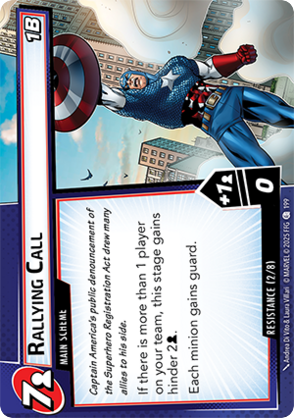 1B
RALLYING CALL
MAIN SCHEME
7
Captain America's public denouncement of
the Superhero Registration Act drew many
allies to his side.
If there is more than 1 player
on your team, this stage gains
hinder 2.
Each minion gains guard.
+1
0
RESISTANCE (2/8)
Andrea Di Vito & Laura Villari © MARVEL © 2025 FFG 199